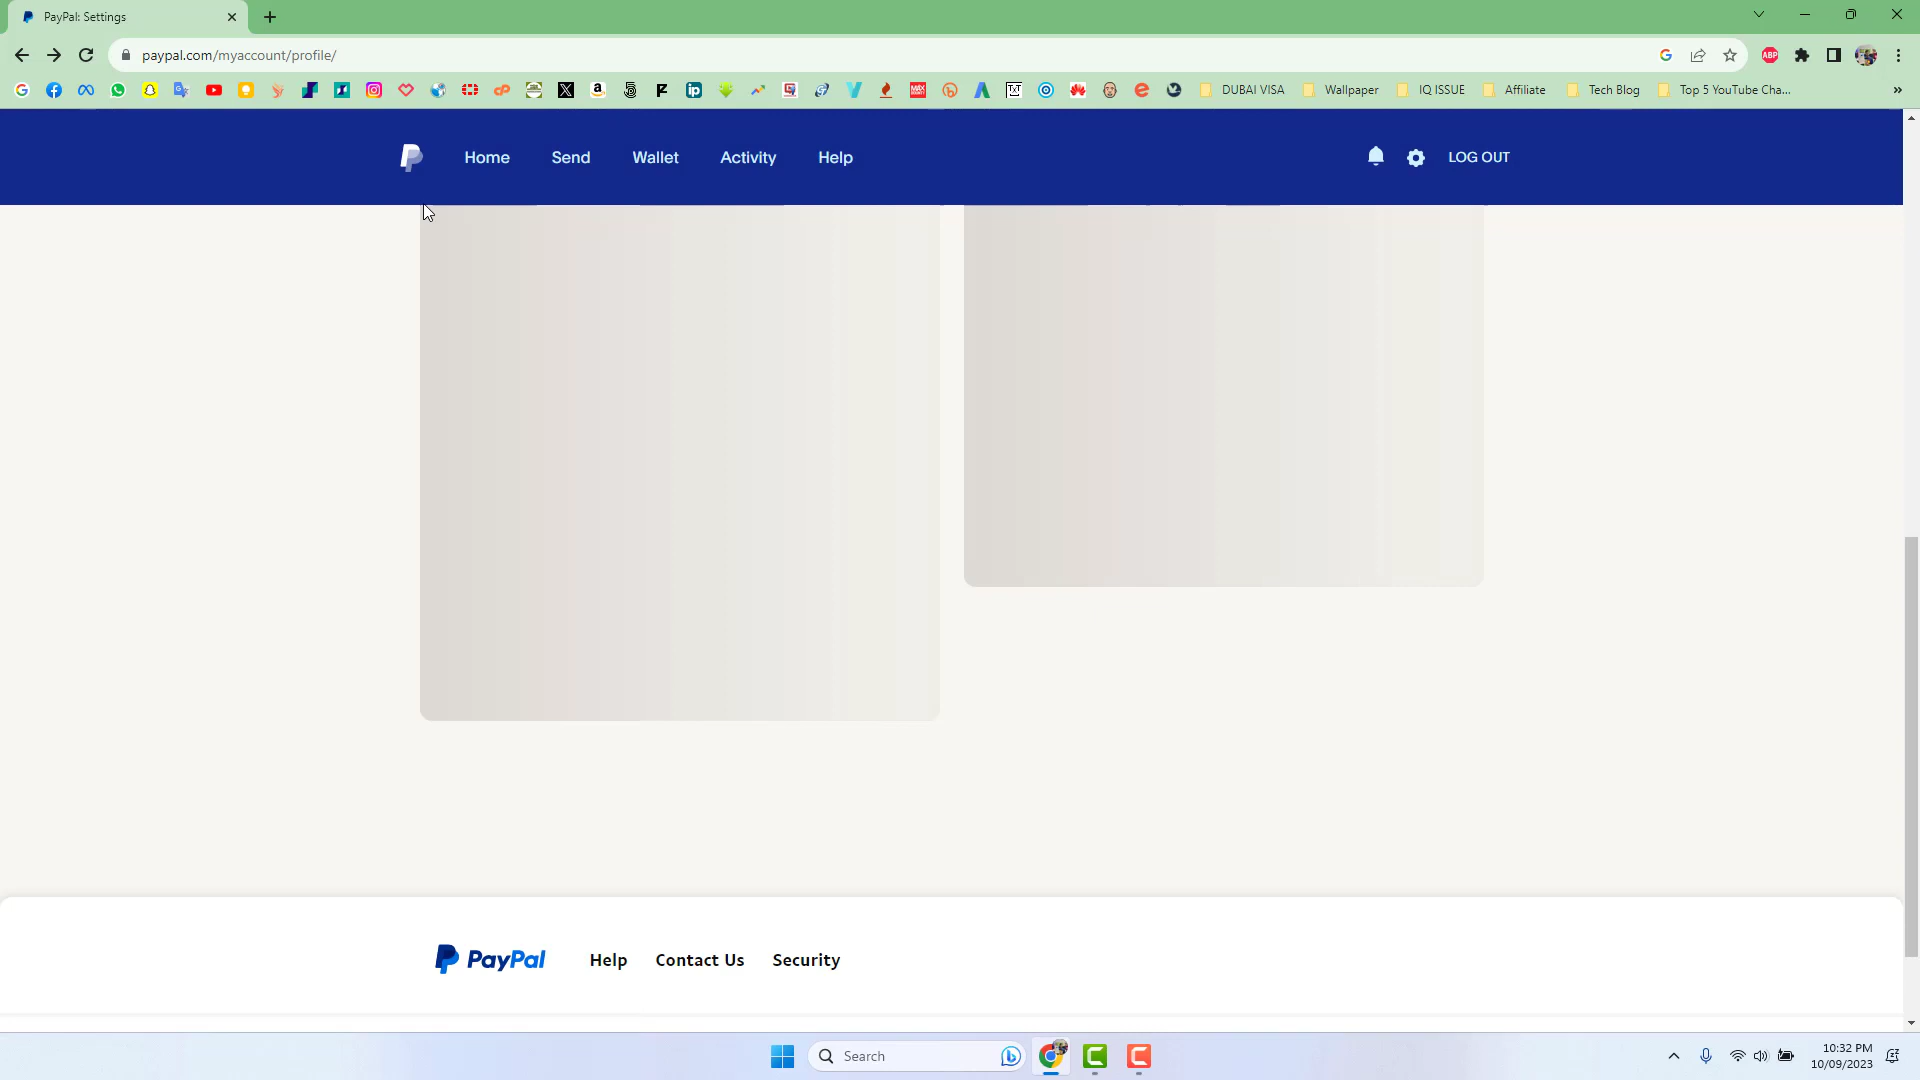 PayPal: Settings
paypal.com/myaccount/profile/
ABP
DUBAI VISA Wallpaper IQ ISSUE Affiliate Tech Blog Top 5 YouTube Cha...
Home Send Wallet Activity Help LOG OUT
PayPal Help Contact Us Security
Search
10:32 PM
10/09/2023